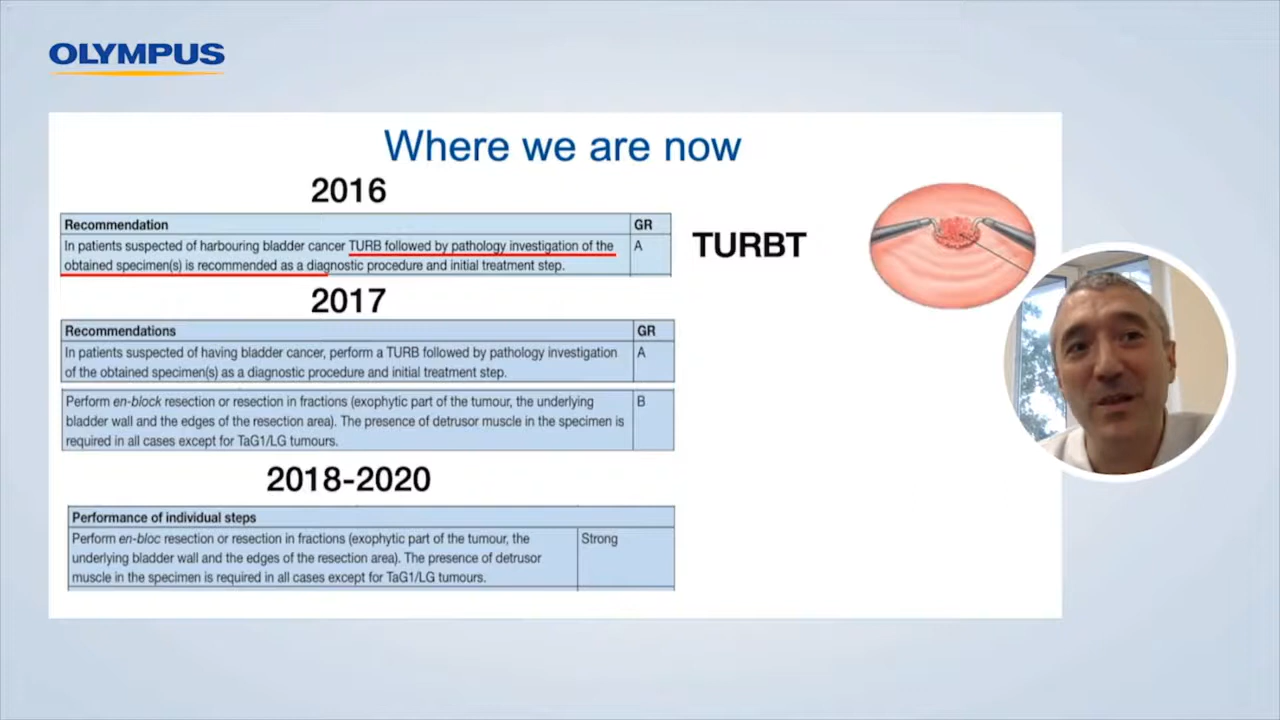 OLYMPUS
Where we are now
2016
Recommendation GR
In patients suspected of harbouring bladder cancer TURB followed by pathology investigation of the A
obtained specimen(s) is recommended as a diagnostic procedure and initial treatment step.
TURBT
2017
Recommendations GR
In patients suspected of having bladder cancer, perform a TURB followed by pathology investigation A
of the obtained specimen(s) as a diagnostic procedure and initial treatment step.
Perform en-block resection or resection in fractions (exophytic part of the tumour, the underlying B
bladder wall and the edges of the resection area). The presence of detrusor muscle in the specimen is
required in all cases except for TaG1/LG tumours.
2018-2020
Performance of individual steps
Perform en-bloc resection or resection in fractions (exophytic part of the tumour, the Strong
underlying bladder wall and the edges of the resection area). The presence of detrusor
muscle in the specimen is required in all cases except for TaG1/LG tumours.